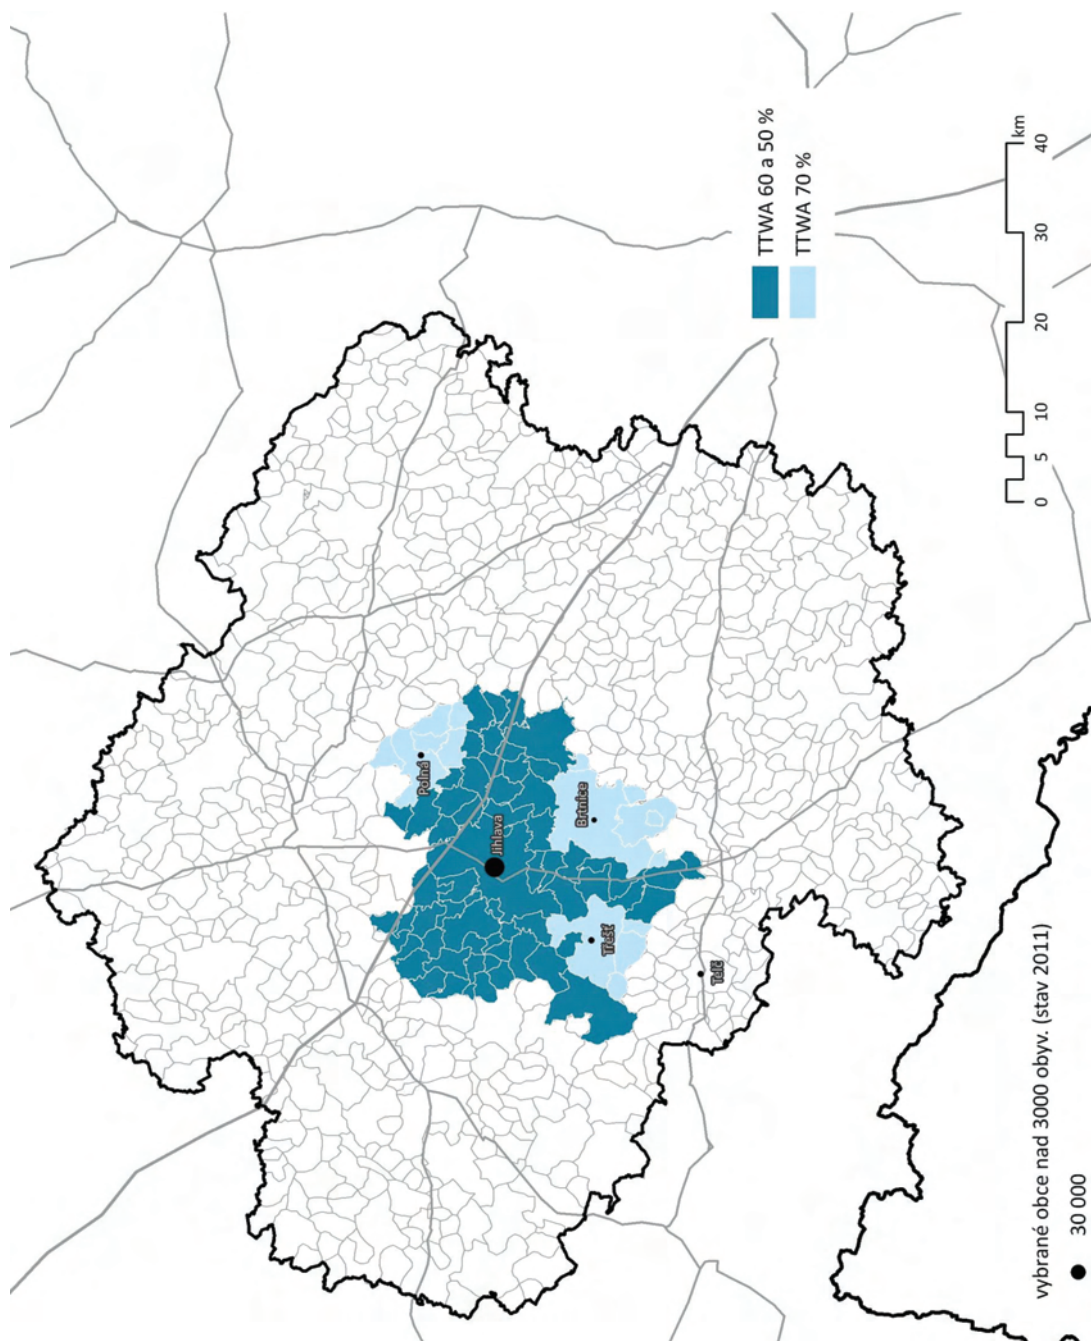 Polná
Jihlava
Brtnice
Třešť
Telč
TTWA 60 a 50 %
TTWA 70 %
0 5 10 20 30 40
km
vybrané obce nad 3000 obyv. (stav 2011)
30 000